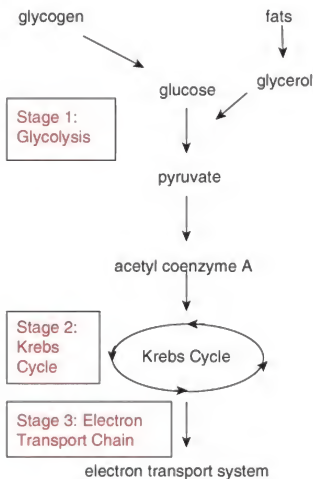 glycogen
fats
glycerol
glucose
Stage 1:
Glycolysis
pyruvate
acetyl coenzyme A
Stage 2:
Krebs
Cycle
Krebs Cycle
Stage 3: Electron
Transport Chain
electron transport system